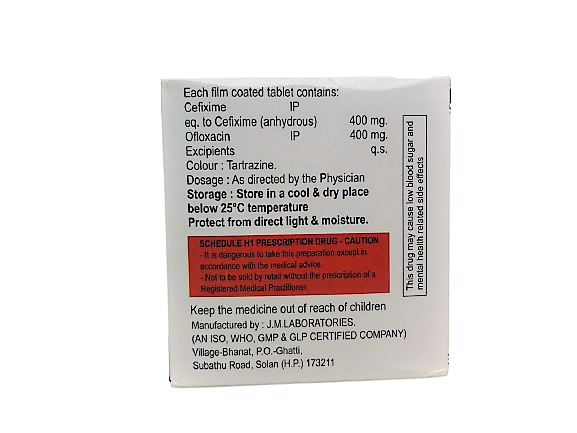 Each film coated tablet contains:
Cefixime IP
eq. to Cefixime (anhydrous) 400 mg.
Ofloxacin IP 400 mg.
Excipients q.s.
Colour : Tartrazine.
Dosage : As directed by the Physician
Storage : Store in a cool & dry place
below 25°C temperature
Protect from direct light & moisture.
SCHEDULE H1 PRESCRIPTION DRUG - CAUTION
- It is dangerous to take this preparation except in
accordance with the medical advice.
- Not to be sold by retail without the prescription of a
Registered Medical Practitioner.
Keep the medicine out of reach of children
Manufactured by : J.M.LABORATORIES.
(AN ISO, WHO, GMP & GLP CERTIFIED COMPANY)
Village-Bhanat, P.O.-Ghatti,
Subathu Road, Solan (H.P.) 173211
This drug may cause low blood sugar and
mental health related side effects